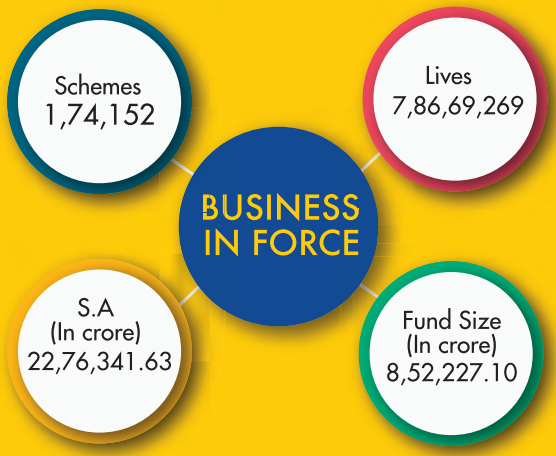 Schemes
1,74,152
Lives
7,86,69,269
BUSINESS
IN FORCE
S.A
(In crore)
22,76,341.63
Fund Size
(In crore)
8,52,227.10